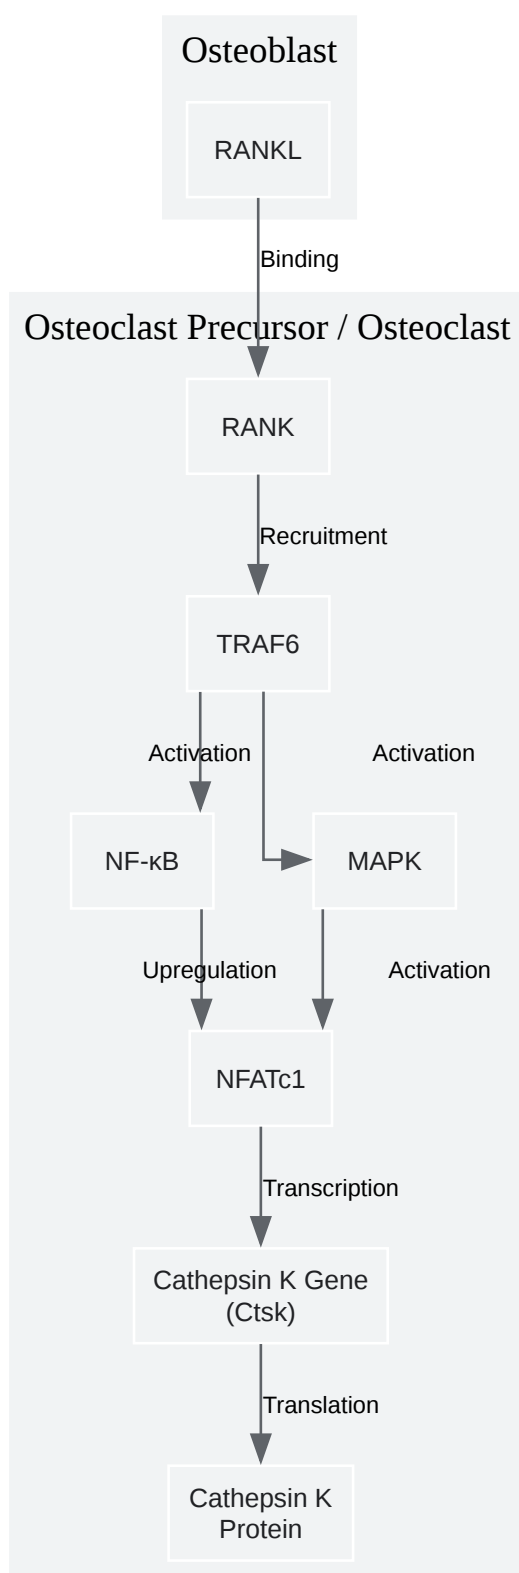 Osteoblast
RANKL
Binding
Osteoclast Precursor / Osteoclast
RANK
Recruitment
TRAF6
Activation
Activation
NF-κB
MAPK
Upregulation
Activation
NFATc1
Transcription
Cathepsin K Gene
(Ctsk)
Translation
Cathepsin K
Protein